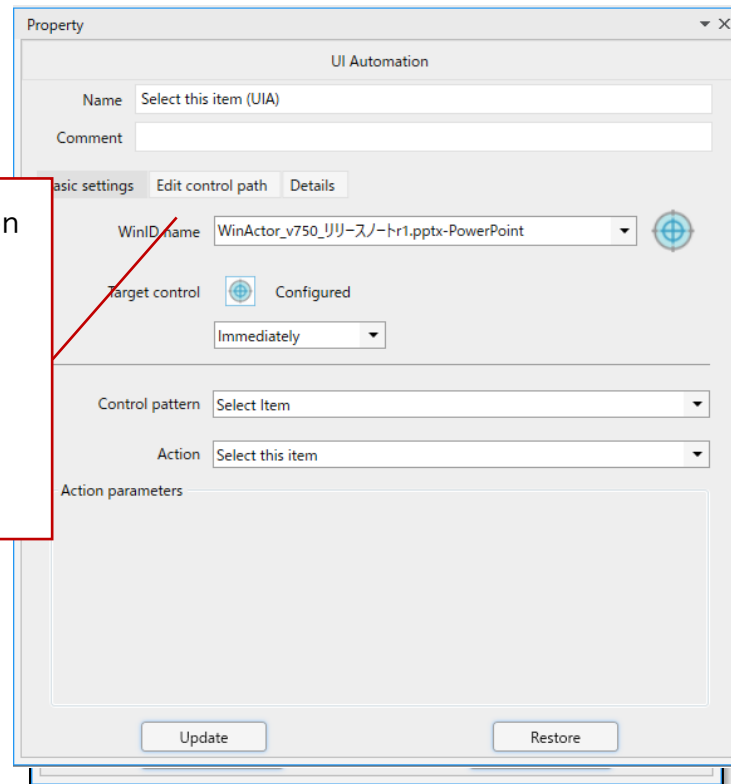 Property
UI Automation
Name Select this item (UIA)
Comment
asic settings Edit control path Details
n
WinID name WinActor_v750_リリースノートr1.pptx-PowerPoint
Target control Configured
Immediately
Control pattern Select Item
Action Select this item
Action parameters
Update Restore